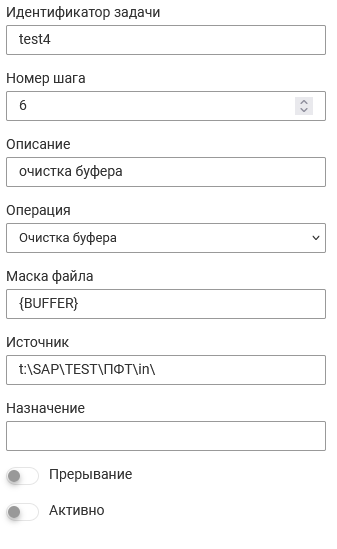 Идентификатор задачи
test4
Номер шага
6
Описание
очистка буфера
Операция
Очистка буфера
Маска файла
{BUFFER}
Источник
t:\SAP\TEST\ПФТ\in\
Назначение
Прерывание
Активно